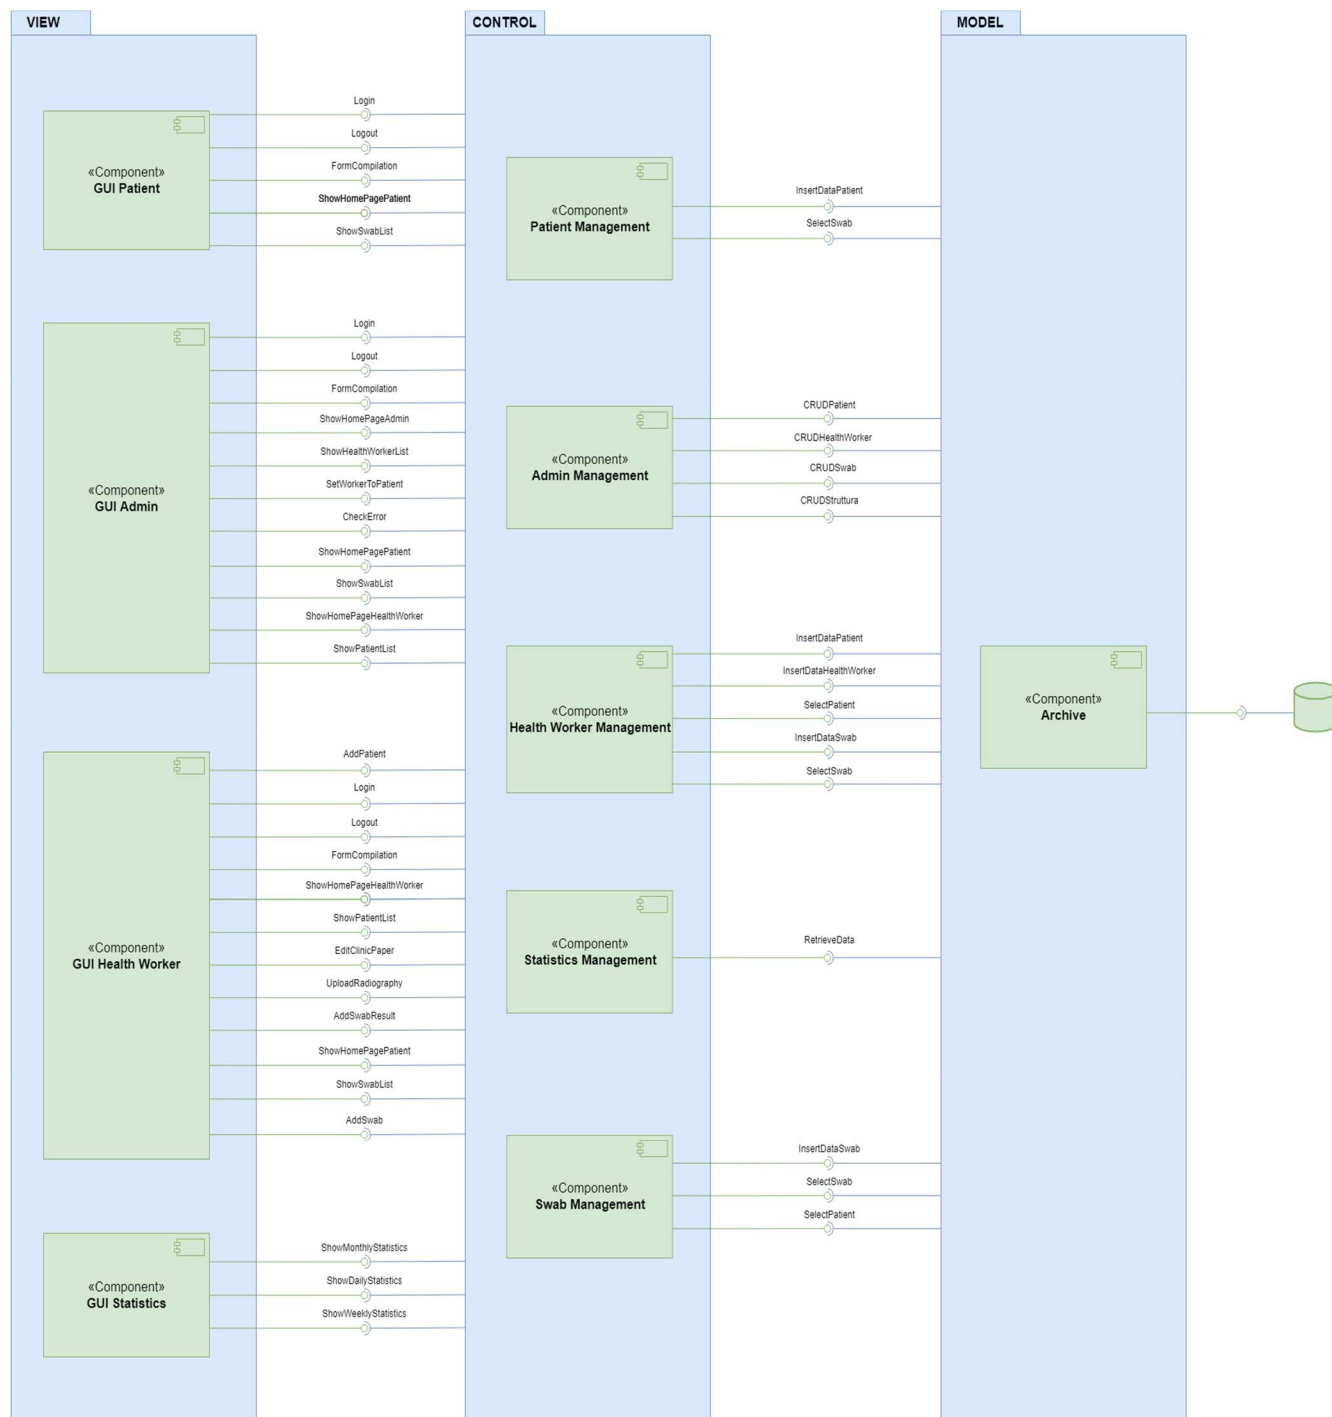 VIEW
CONTROL
MODEL
«Component»
GUI Patient
Login
Logout
FormCompilation
ShowHomePagePatient
ShowSwabList
«Component»
GUI Admin
Login
Logout
FormCompilation
ShowHomePageAdmin
ShowHealthWorkerList
SetWorkerToPatient
CheckError
ShowHomePagePatient
ShowSwabList
ShowHomePageHealthWorker
ShowPatientList
«Component»
GUI Health Worker
AddPatient
Login
Logout
FormCompilation
ShowHomePageHealthWorker
ShowPatientList
EditClinicPaper
UploadRadiography
AddSwabResult
ShowHomePagePatient
ShowSwabList
AddSwab
«Component»
GUI Statistics
ShowMonthlyStatistics
ShowDailyStatistics
ShowWeeklyStatistics
«Component»
Patient Management
InsertDataPatient
SelectSwab
«Component»
Admin Management
CRUDPatient
CRUDHealthWorker
CRUDSwab
CRUDStruttura
«Component»
Health Worker Management
InsertDataPatient
InsertDataHealthWorker
SelectPatient
InsertDataSwab
SelectSwab
«Component»
Statistics Management
RetrieveData
«Component»
Swab Management
InsertDataSwab
SelectSwab
SelectPatient
«Component»
Archive